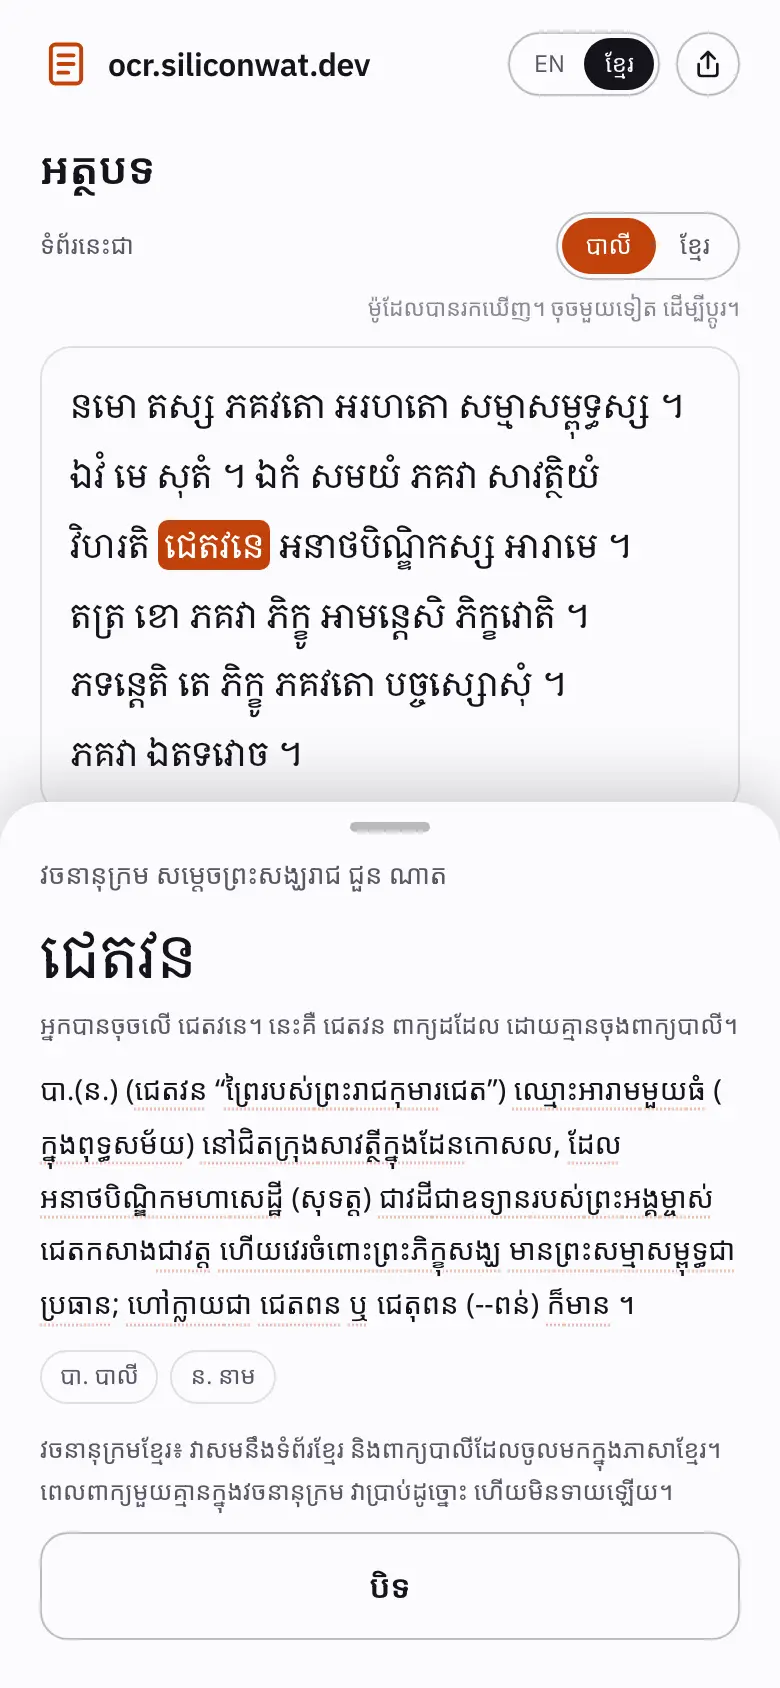 ocr.siliconwat.dev
EN
ខ្មែរ
អត្ថបទ
ទំព័រនេះជា
បាលី
ខ្មែរ
ម៉ូដែលបានរកឃើញ។ ចុចមួយទៀត ដើម្បីប្ដូរ។
នមោ តស្ស ភគវតោ អរហតោ សម្មាសម្ពុទ្ធស្ស ។
ឯវំ មេ សុតំ ។ ឯកំ សមយំ ភគវា សាវត្ថិយំ
វិហរតិ ជេតវនេ អនាថបិណ្ឌិកស្ស អារាមេ ។
តត្រ ខោ ភគវា ភិក្ខូ អាមន្តេសិ ភិក្ខវោតិ ។
ភទន្តេតិ តេ ភិក្ខូ ភគវតោ បច្ចស្សោសុំ ។
ភគវា ឯតទវោច ។
វចនានុក្រម សម្ដេចព្រះសង្ឃរាជ ជួន ណាត
ជេតវន
អ្នកបានចុចលើ ជេតវនេ។ នេះគឺ ជេតវន ពាក្យដដែល ដោយគ្មានចុងពាក្យបាលី។
បា.(ន.) (ជេតវន “ព្រៃរបស់ព្រះរាជកុមារជេត”) ឈ្មោះអារាមមួយធំ (
ក្នុងពុទ្ធសម័យ) នៅជិតក្រុងសាវត្ថីក្នុងដែនកោសល, ដែល
អនាថបិណ្ឌិកមហាសេដ្ឋី (សុទត្ត) ជាវដីជាឧទ្យានរបស់ព្រះអង្គម្ចាស់
ជេតកសាងជាវត្ត ហើយវេរចំពោះព្រះភិក្ខុសង្ឃ មានព្រះសម្មាសម្ពុទ្ធជា
ប្រធាន; ហៅក្លាយជា ជេតពន ឬ ជេតុពន (--ពន់) ក៏មាន ។
បា. បាលី
ន. នាម
វចនានុក្រមខ្មែរ៖ វាសមនឹងទំព័រខ្មែរ និងពាក្យបាលីដែលចូលមកក្នុងភាសាខ្មែរ។
ពេលពាក្យមួយគ្មានក្នុងវចនានុក្រម វាប្រាប់ដូច្នោះ ហើយមិនទាយឡើយ។
បិទ